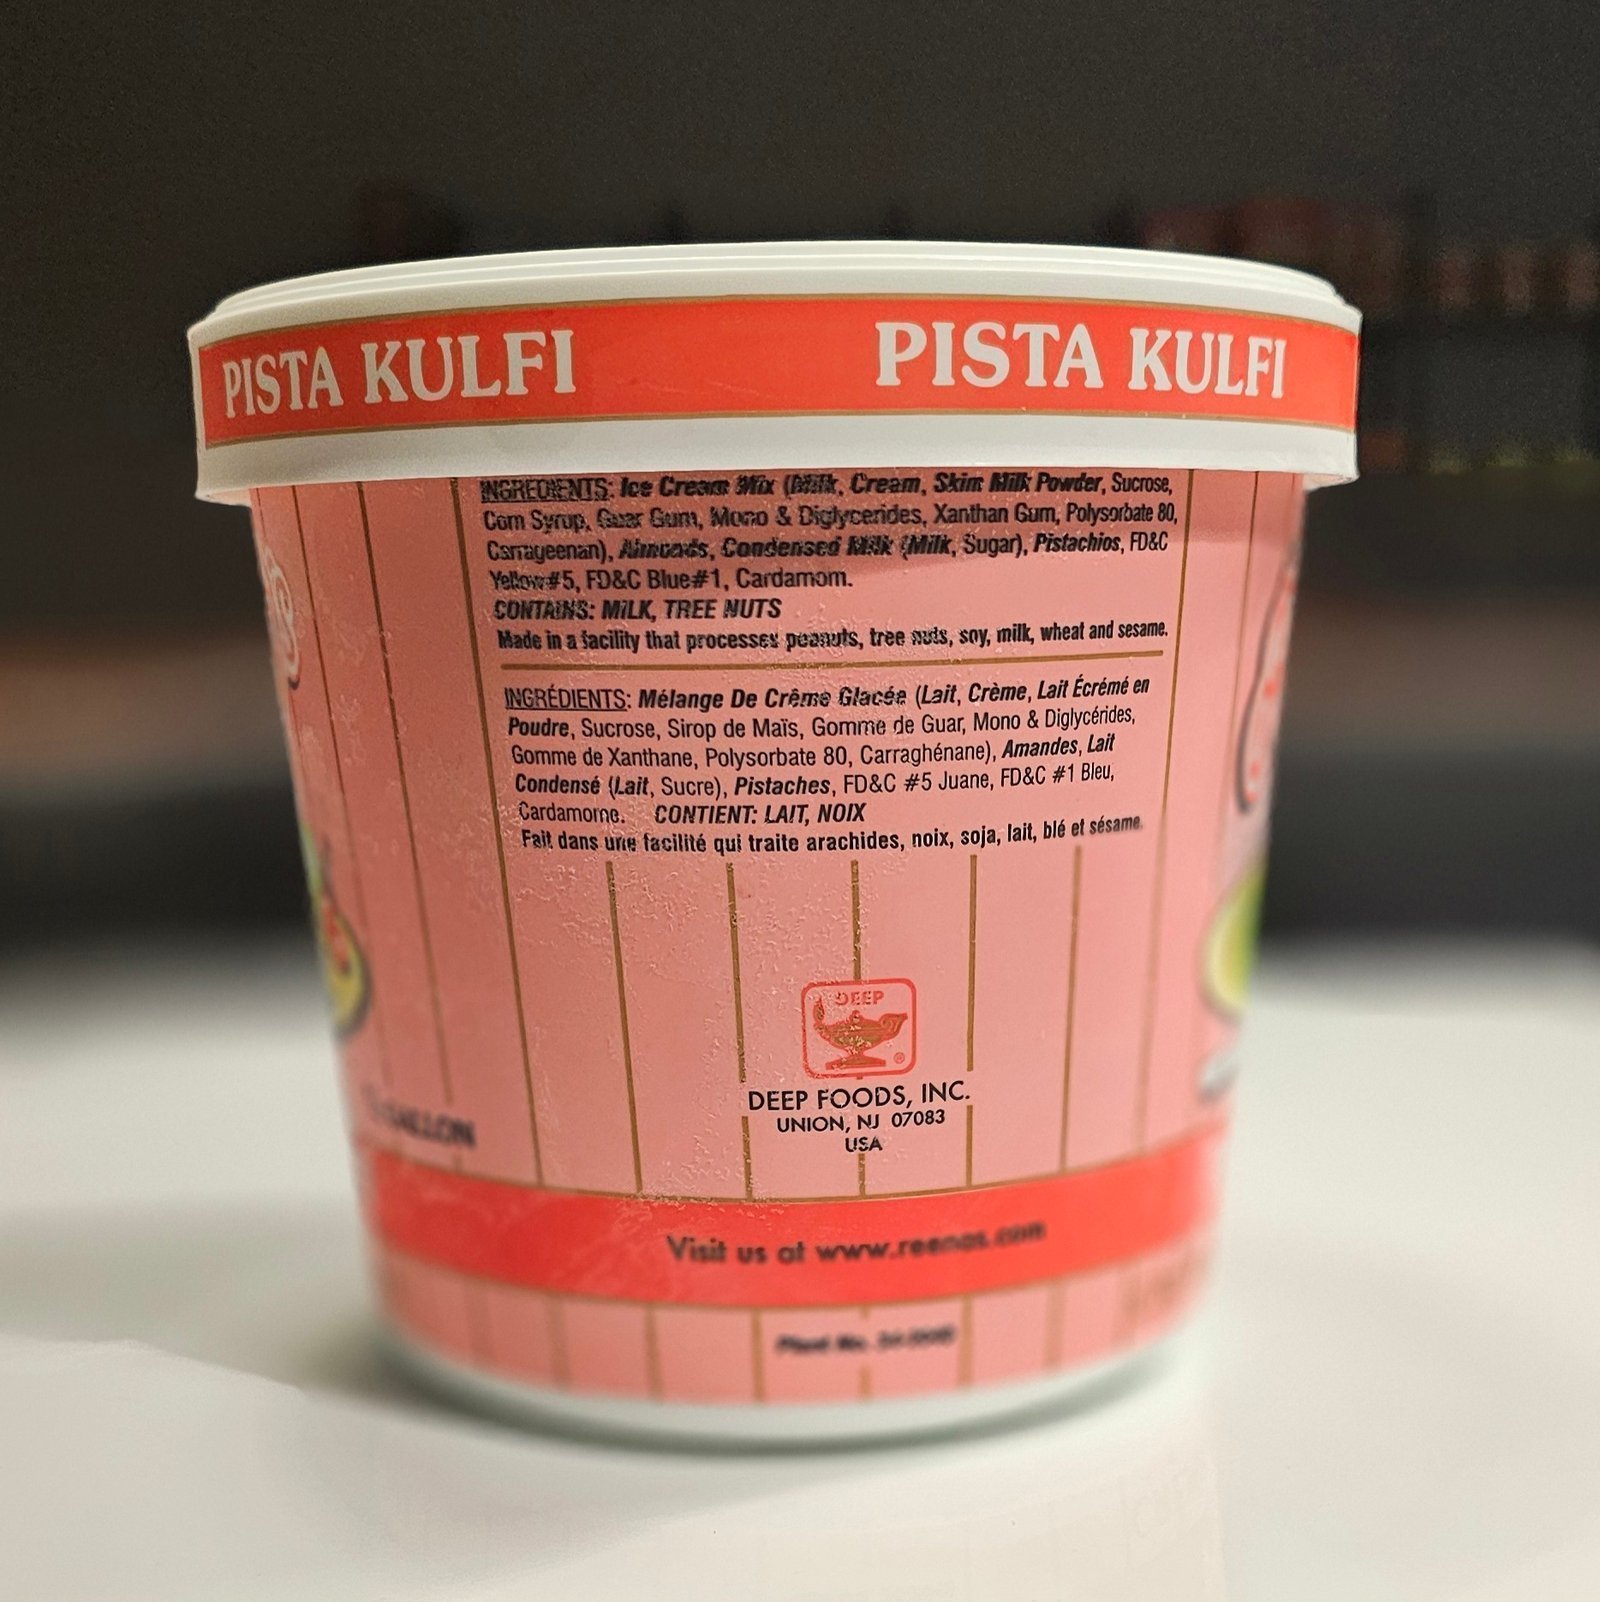 PISTA KULFI PISTA KULFI
INGREDIENTS: Ice Cream Mix (Milk, Cream, Skim Milk Powder, Sucrose,
Corn Syrup, Guar Gum, Mono & Diglycerides, Xanthan Gum, Polysorbate 80,
Carrageenan), Almonds, Condensed Milk (Milk, Sugar), Pistachios, FD&C
Yellow#5, FD&C Blue#1, Cardamom.
CONTAINS: MILK, TREE NUTS
Made in a facility that processes peanuts, tree nuts, soy, milk, wheat and sesame.
INGRÉDIENTS: Mélange De Crême Glacée (Lait, Crème, Lait Écrémé en
Poudre, Sucrose, Sirop de Maïs, Gomme de Guar, Mono & Diglycérides,
Gomme de Xanthane, Polysorbate 80, Carraghénane), Amandes, Lait
Condensé (Lait, Sucre), Pistaches, FD&C #5 Juane, FD&C #1 Bleu,
Cardamome. CONTIENT: LAIT, NOIX
Fait dans une facilité qui traite arachides, noix, soja, lait, blé et sésame.
DEEP
®
GALLON
DEEP FOODS, INC.
UNION, NJ 07083
USA
Visit us at www.reenas.com
Plant No.